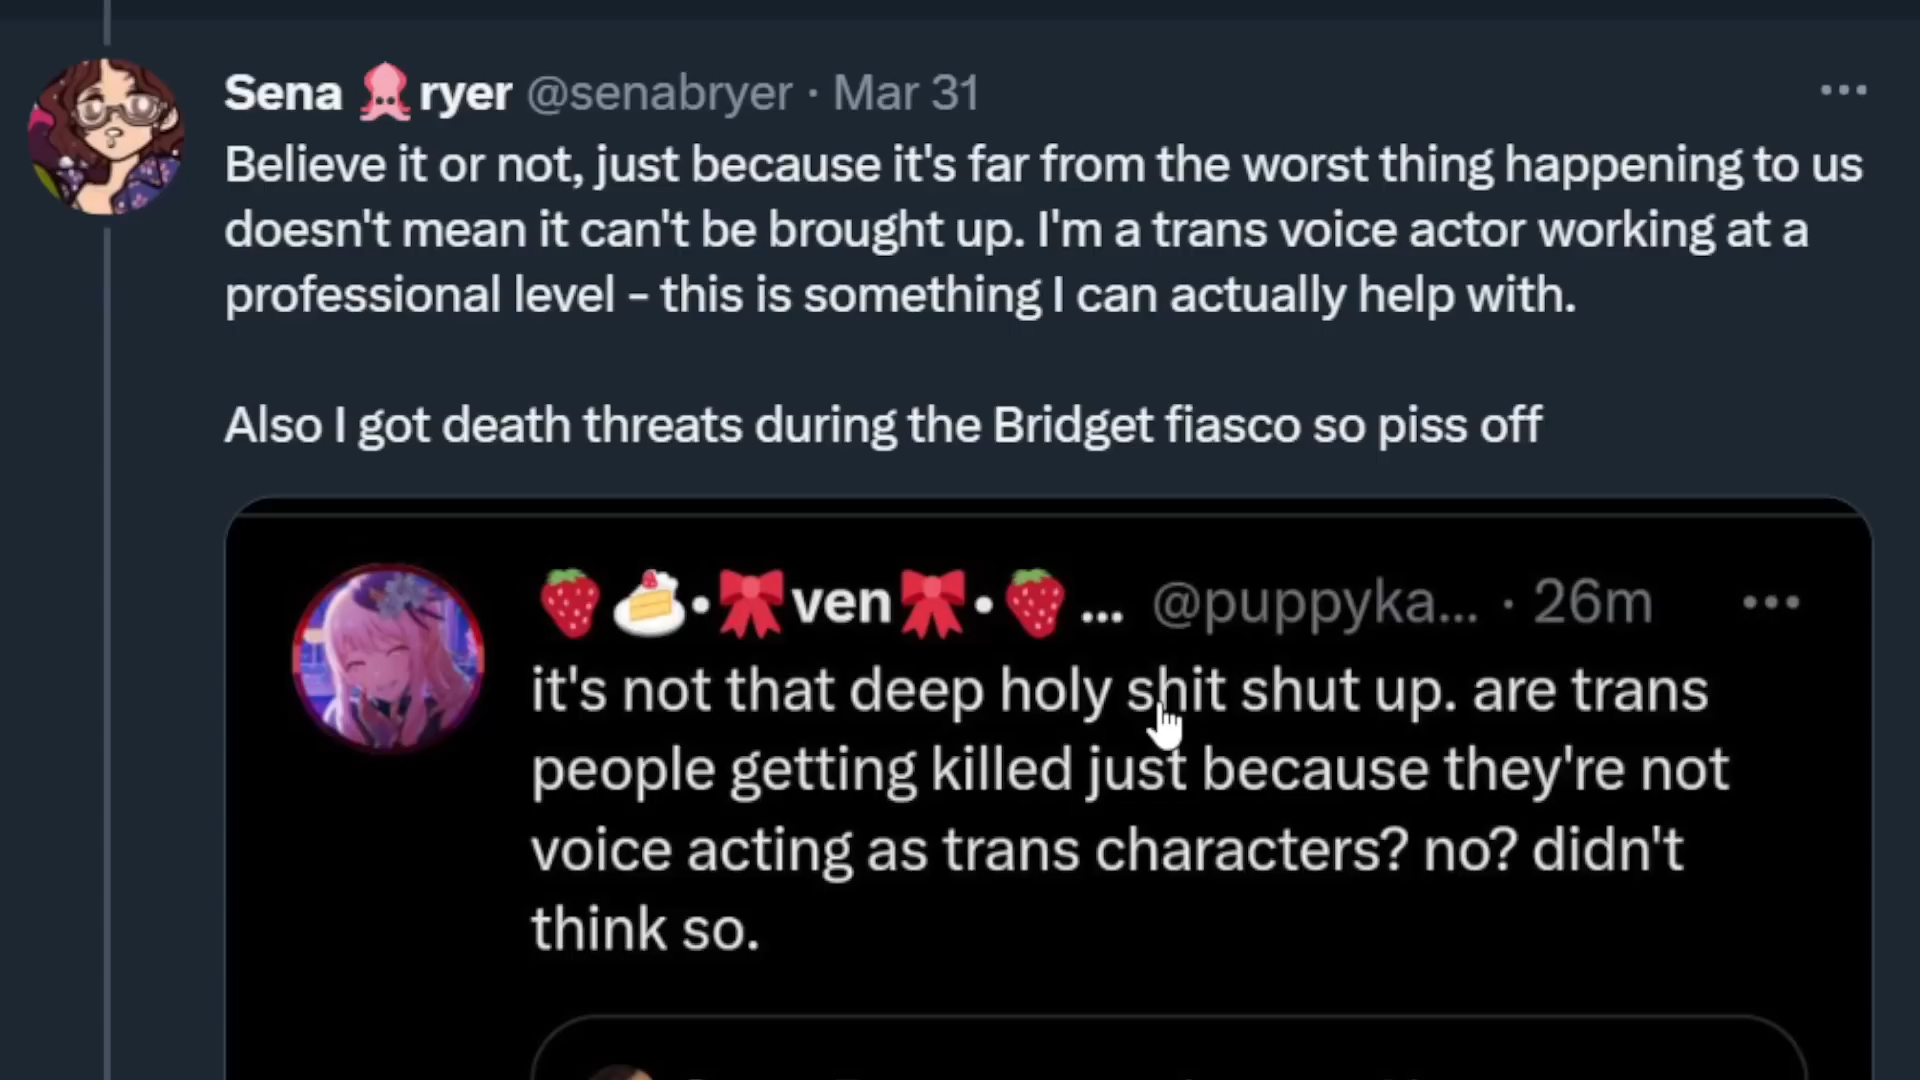 Sena 🦑ryer @senabryer · Mar 31
Believe it or not, just because it's far from the worst thing happening to us
doesn't mean it can't be brought up. I'm a trans voice actor working at a
professional level - this is something I can actually help with.
Also I got death threats during the Bridget fiasco so piss off
🍓🍰•🎀ven🎀•🍓... @puppyka... · 26m
it's not that deep holy shit shut up. are trans
people getting killed just because they're not
voice acting as trans characters? no? didn't
think so.